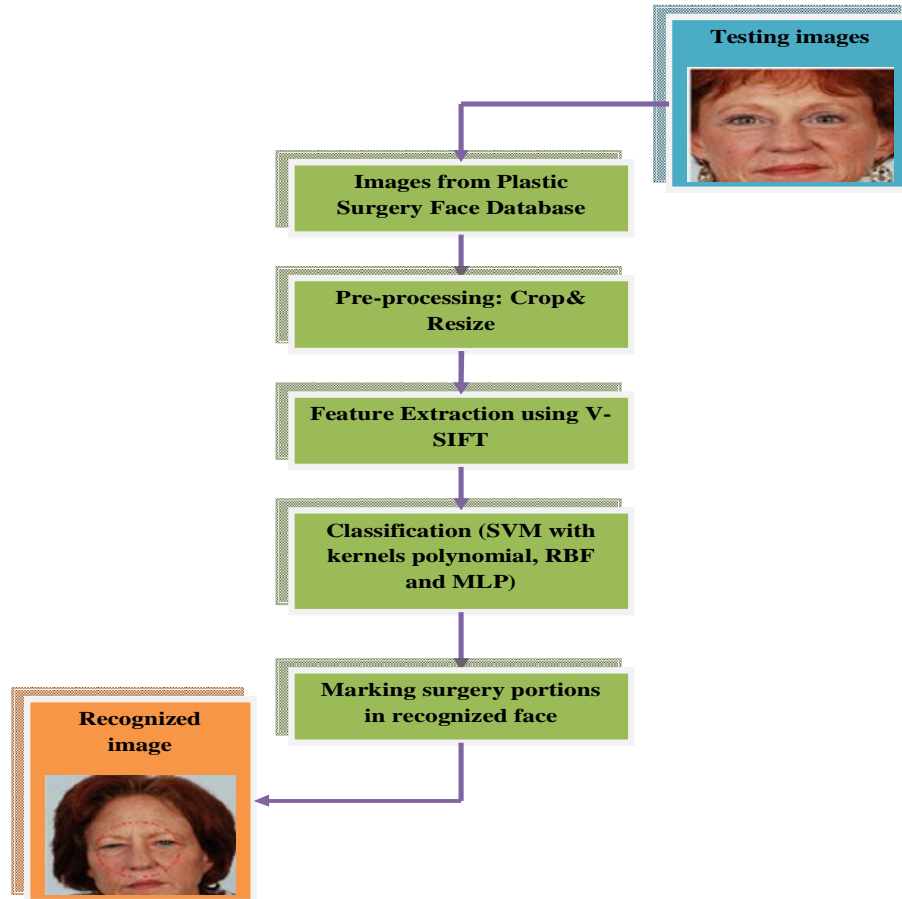 Testing images
Images from Plastic
Surgery Face Database
Pre-processing: Crop&
Resize
Feature Extraction using V-
SIFT
Classification (SVM with
kernels polynomial, RBF
and MLP)
Marking surgery portions
in recognized face
Recognized
image